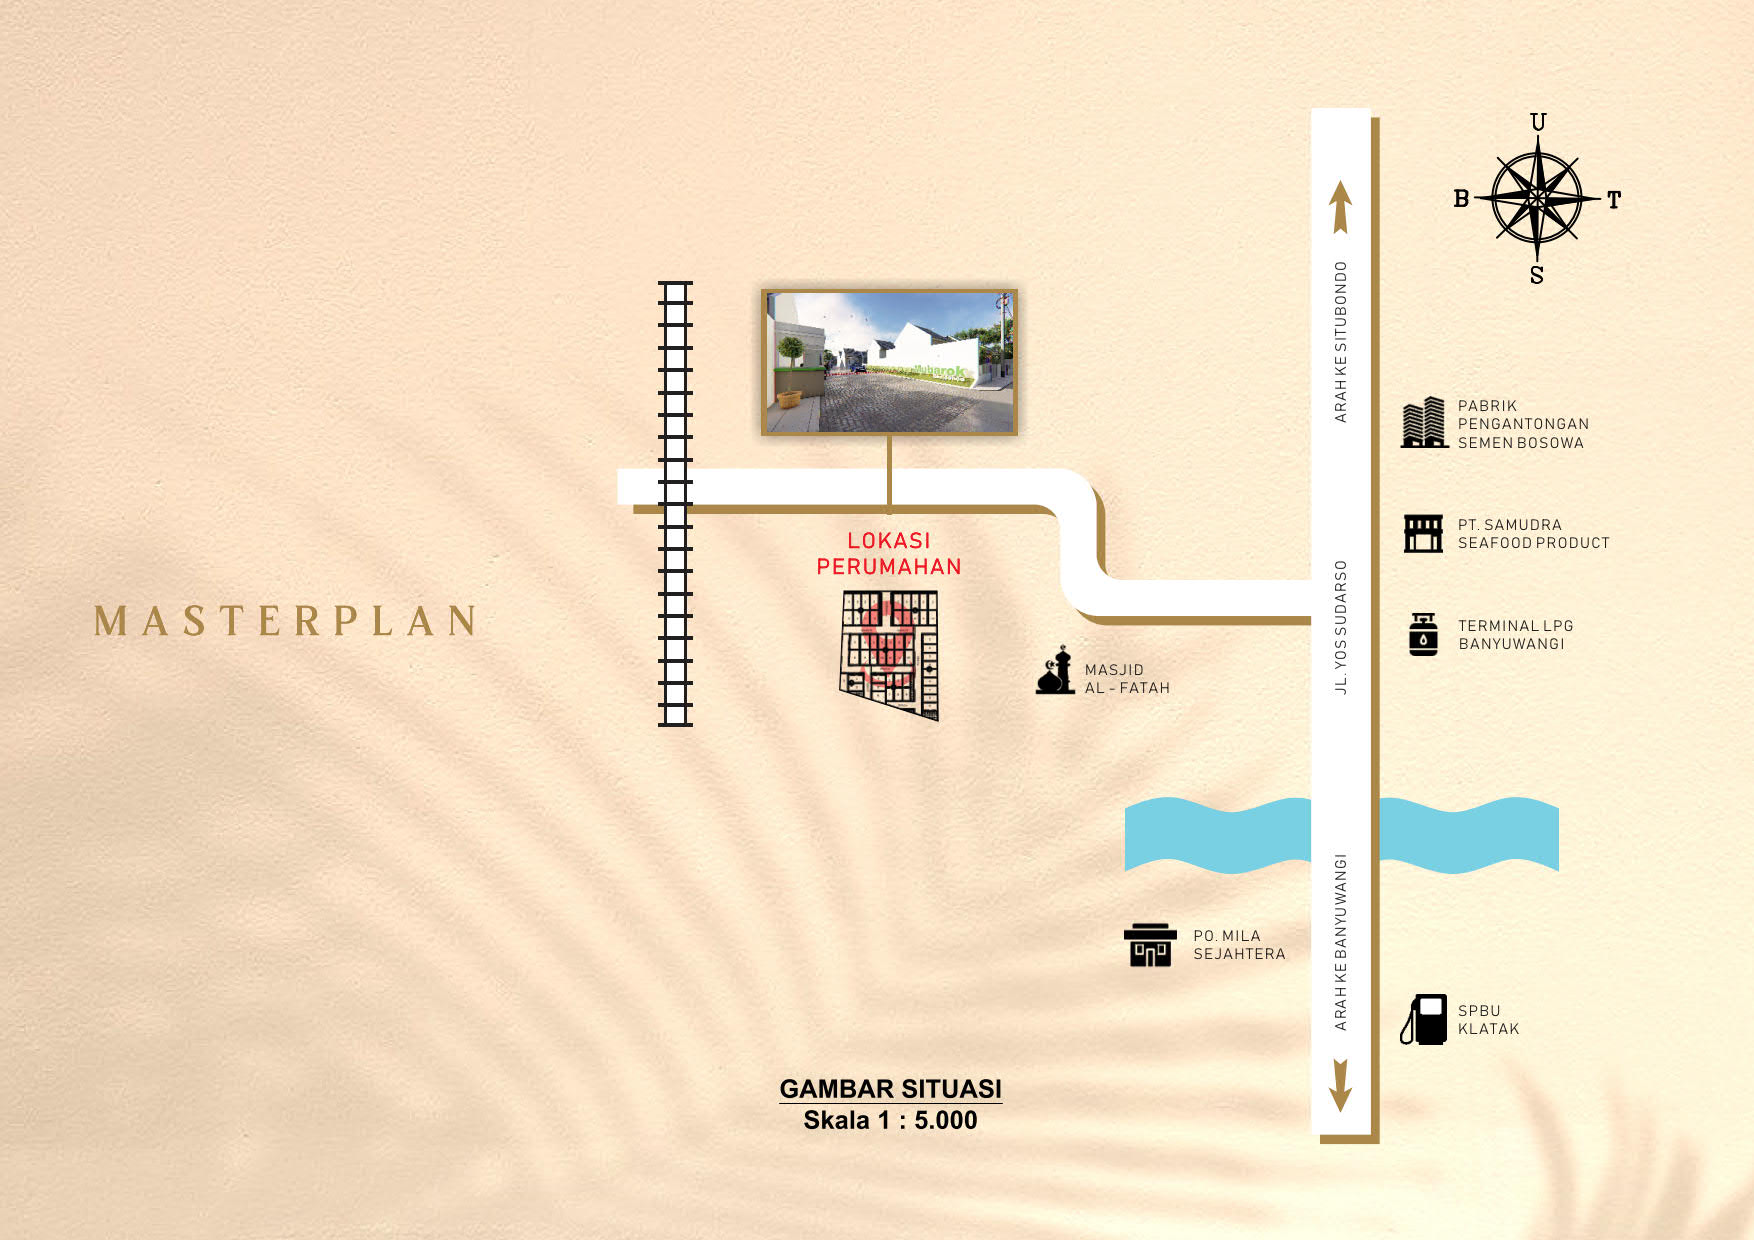 U
B
T
S
ARAH KE SITUBONDO
Mubarok
PABRIK
PENGANTONGAN
SEMEN BOSOWA
PT. SAMUDRA
SEAFOOD PRODUCT
LOKASI
PERUMAHAN
JL. YOS SUDARSO
MASTERPLAN
TERMINAL LPG
BANYUWANGI
MASJID
AL - FATAH
ARAH KE BANYUWANGI
PO. MILA
SEJAHTERA
SPBU
KLATAK
GAMBAR SITUASI
Skala 1 : 5.000